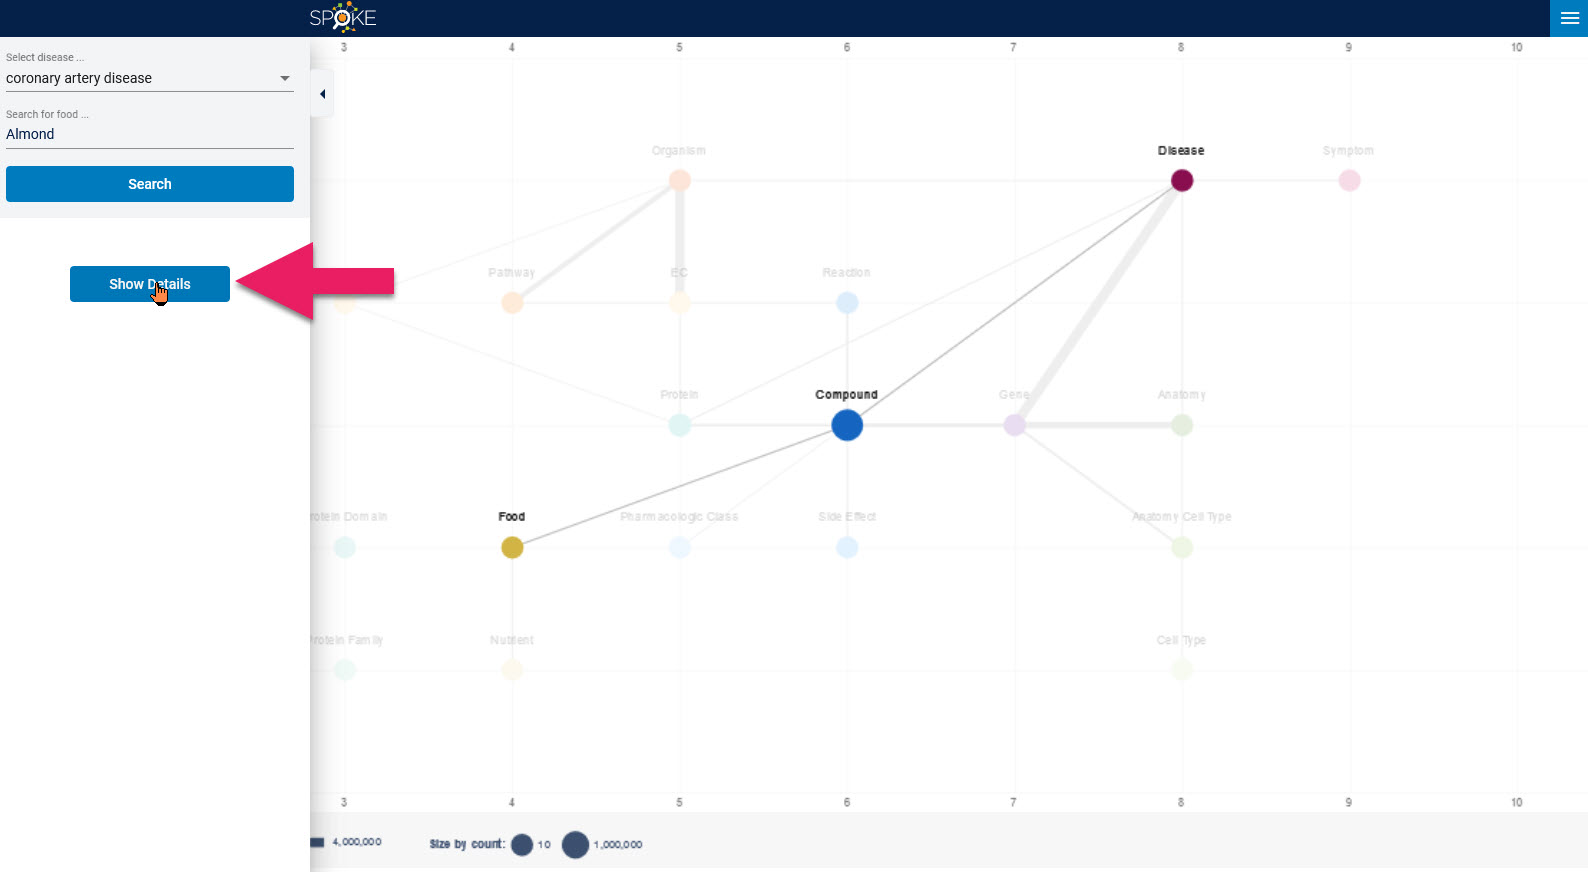 SPOKE
Select disease ...
coronary artery disease
Search for food ...
Almond
Search
Show Details
3 4 5 6 7 8 9 10
Organism Disease Symptom
Pathway EC Reaction
Protein Compound Gene Anatomy
rotein Domain Food Pharmacologic Class Side Effect Anatomy Cell Type
Protein Family Nutrient Cell Type
3 4 5 6 7 8 9 10
4,000,000 Size by count: 10 1,000,000